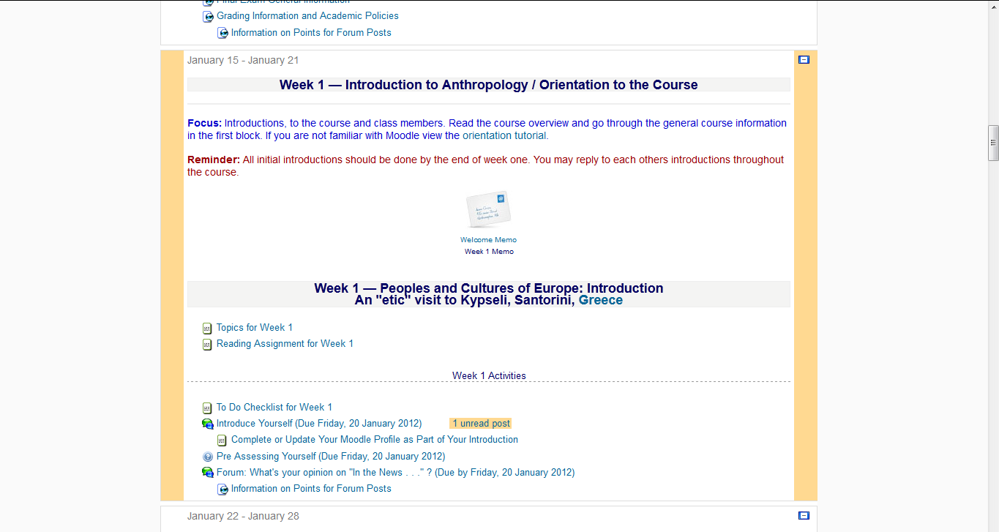 Final Exam General Information
Grading Information and Academic Policies
Information on Points for Forum Posts
January 15 - January 21
Week 1 — Introduction to Anthropology / Orientation to the Course
Focus: Introductions, to the course and class members. Read the course overview and go through the general course information
in the first block. If you are not familiar with Moodle view the orientation tutorial.
Reminder: All initial introductions should be done by the end of week one. You may reply to each others introductions throughout
the course.
Welcome Memo
Week 1 Memo
Week 1 — Peoples and Cultures of Europe: Introduction
An "etic" visit to Kypseli, Santorini, Greece
Topics for Week 1
Reading Assignment for Week 1
Week 1 Activities
To Do Checklist for Week 1
Introduce Yourself (Due Friday, 20 January 2012) 1 unread post
Complete or Update Your Moodle Profile as Part of Your Introduction
Pre Assessing Yourself (Due Friday, 20 January 2012)
Forum: What's your opinion on "In the News . . ." ? (Due by Friday, 20 January 2012)
Information on Points for Forum Posts
January 22 - January 28